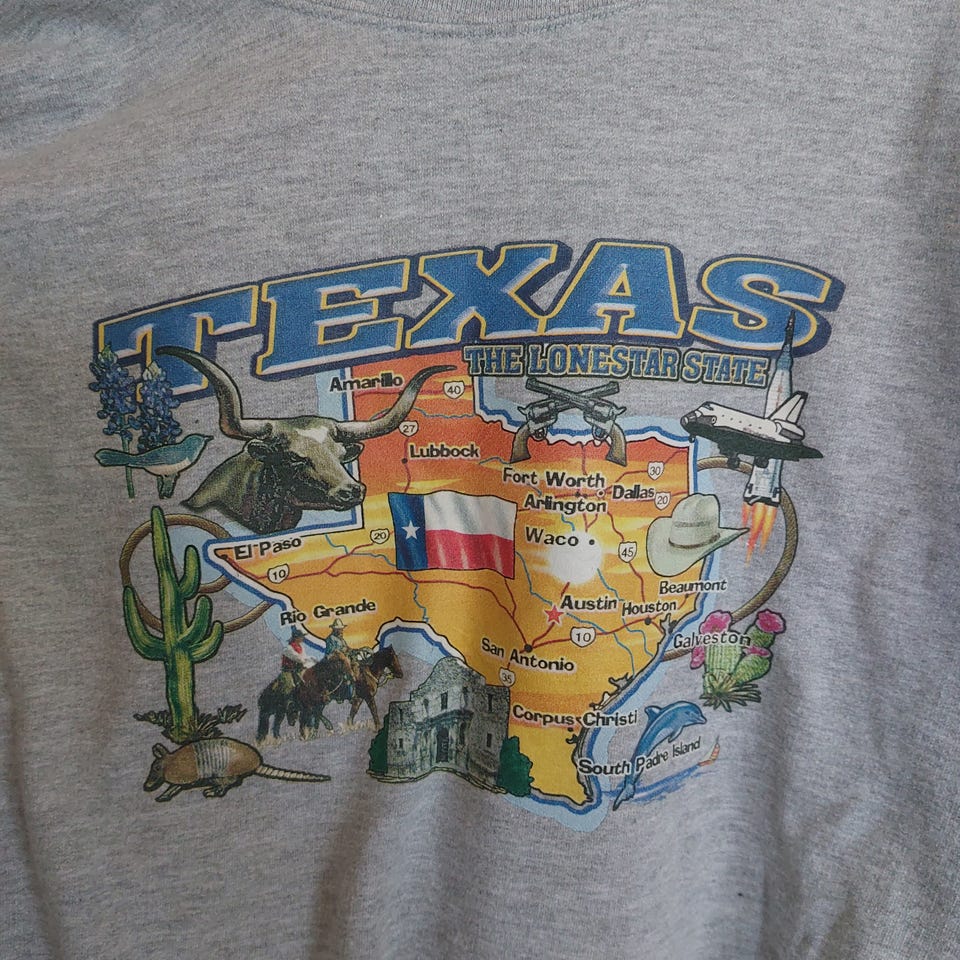 TEXAS
THE LONESTAR STATE
Amarillo
40
27
Lubbock
30
Fort Worth
Dallas
20
Arlington
Waco
20
45
El Paso
10
Beaumont
Rio Grande
Austin
Houston
10
Galveston
San Antonio
35
Corpus Christi
South Padre Island